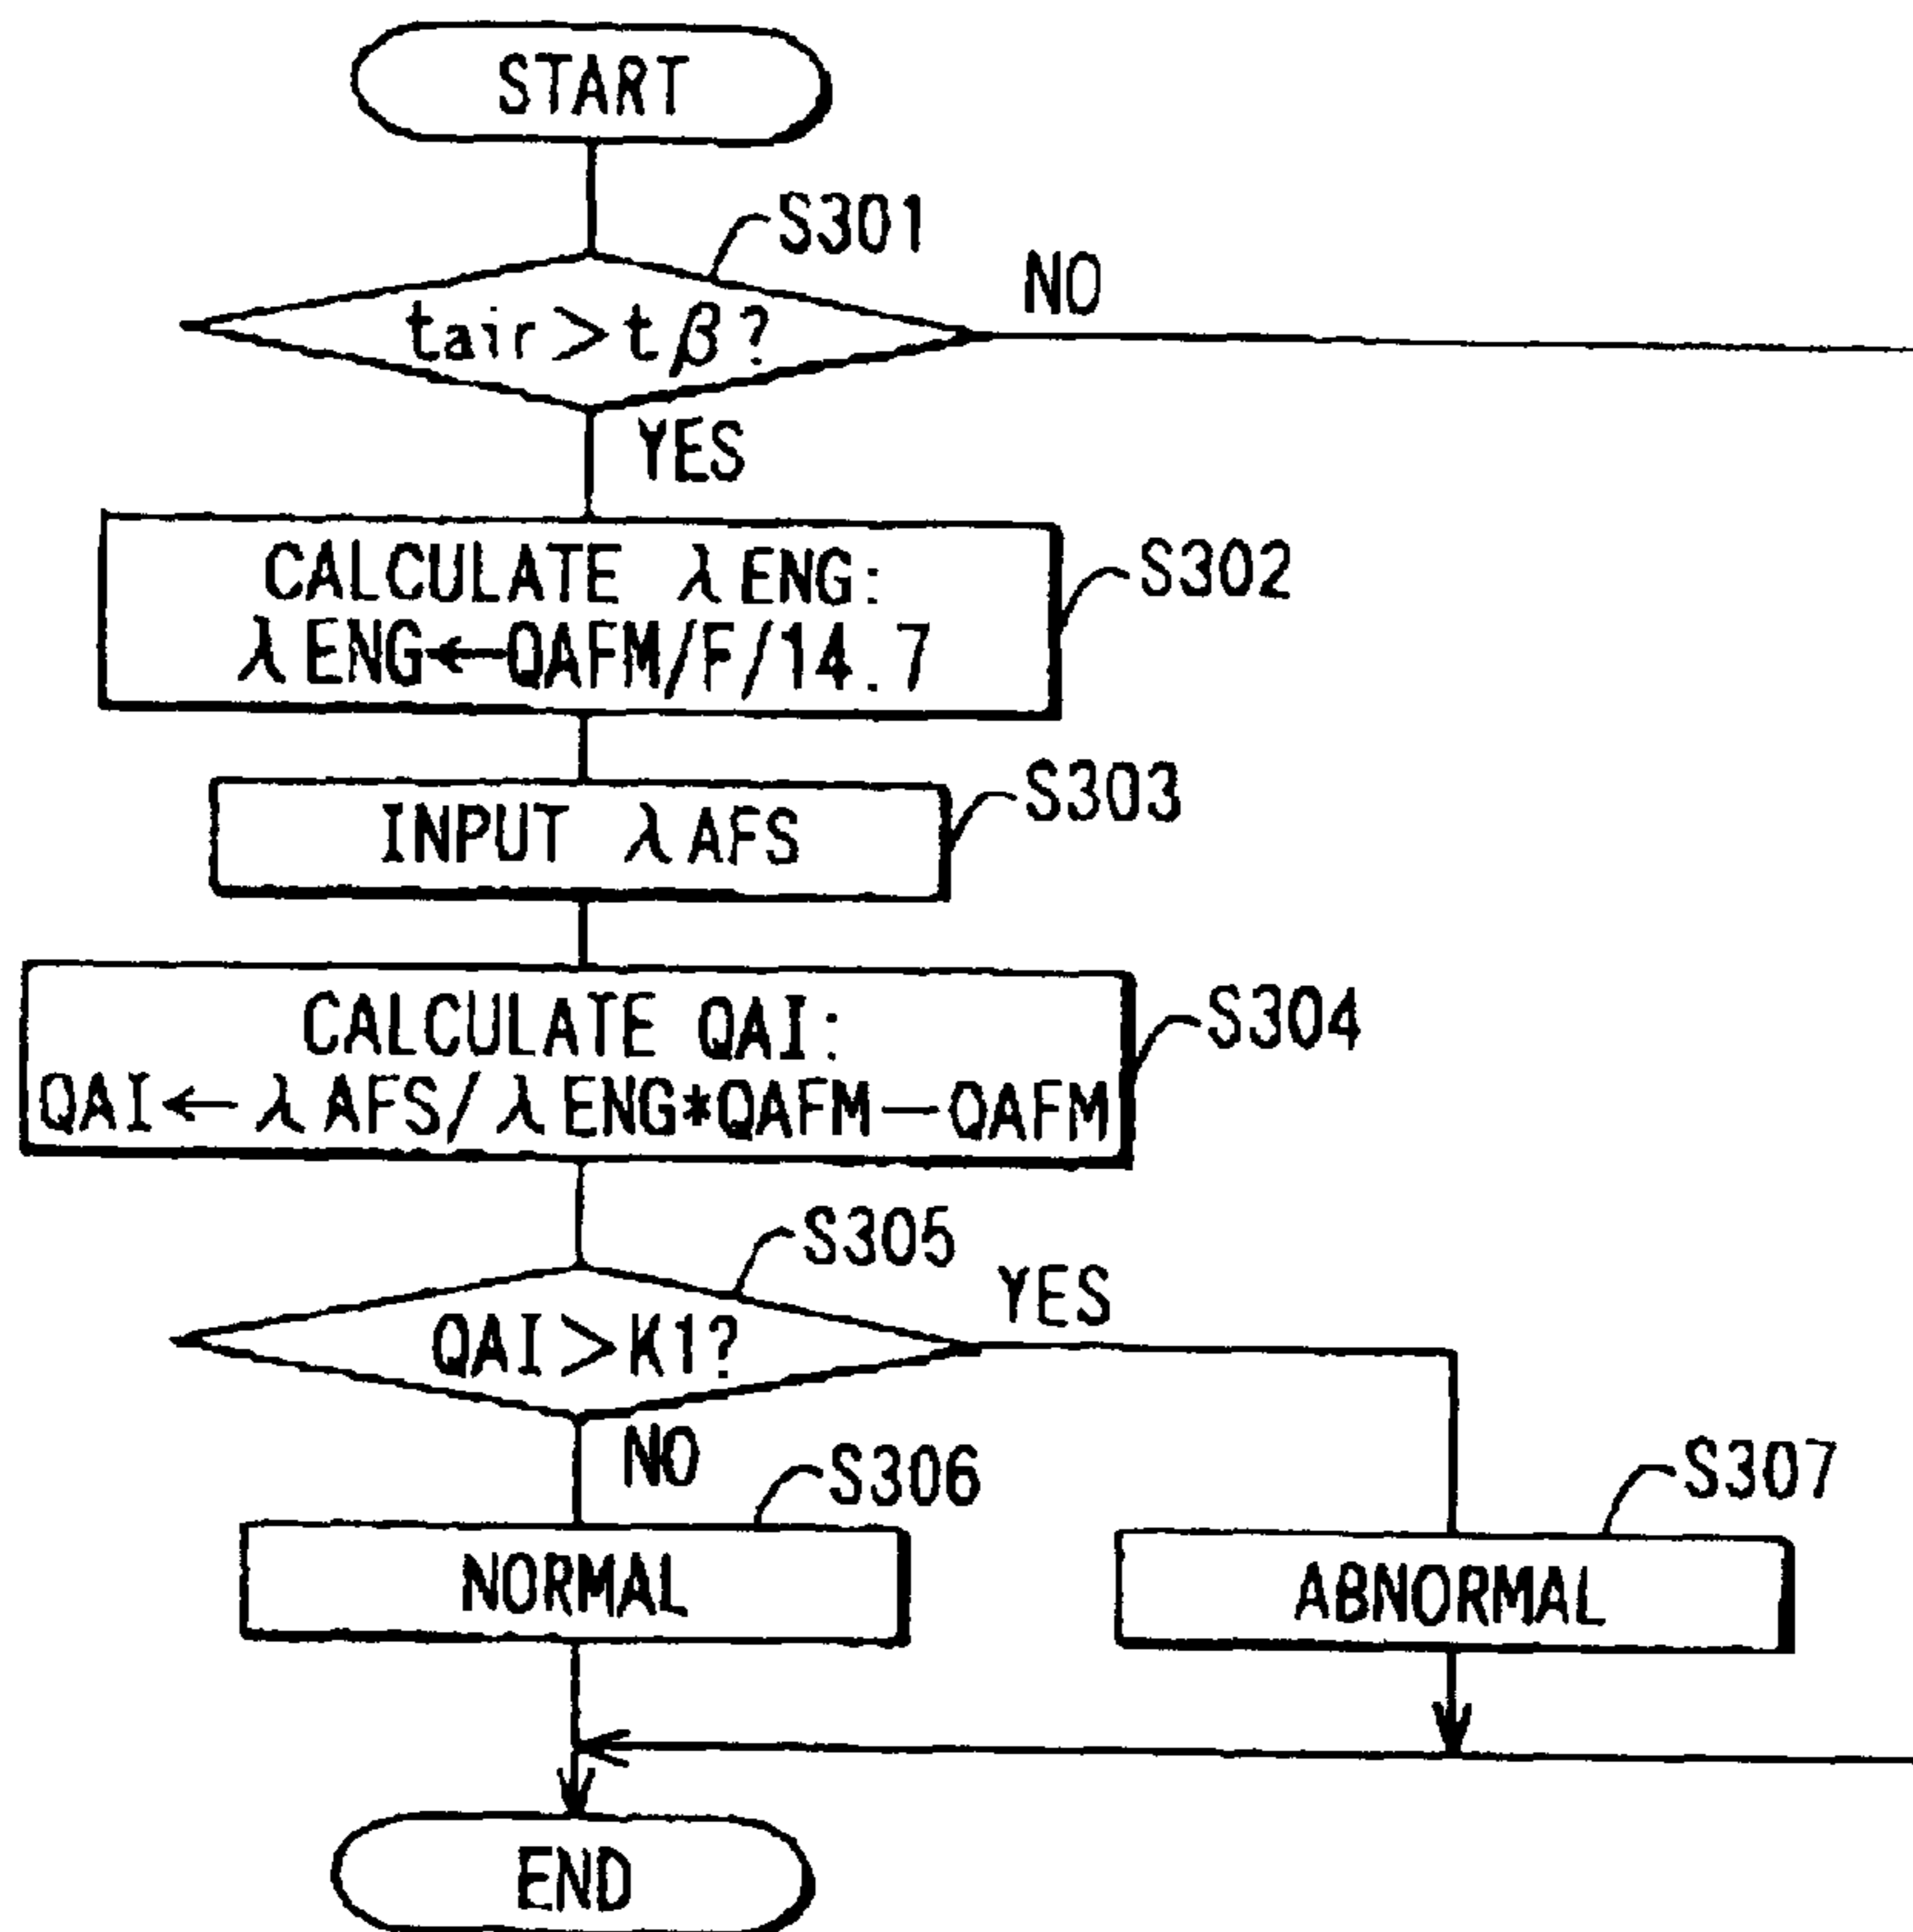 START
S301
tair>tβ?
NO
YES
CALCULATE λENG:
λENG←QAFM/F/14.7
S302
INPUT λAFS
S303
CALCULATE QAI:
QAI←λAFS/λENG*QAFM—QAFM
S304
S305
QAI>K1?
YES
NO
S306
S307
NORMAL
ABNORMAL
END